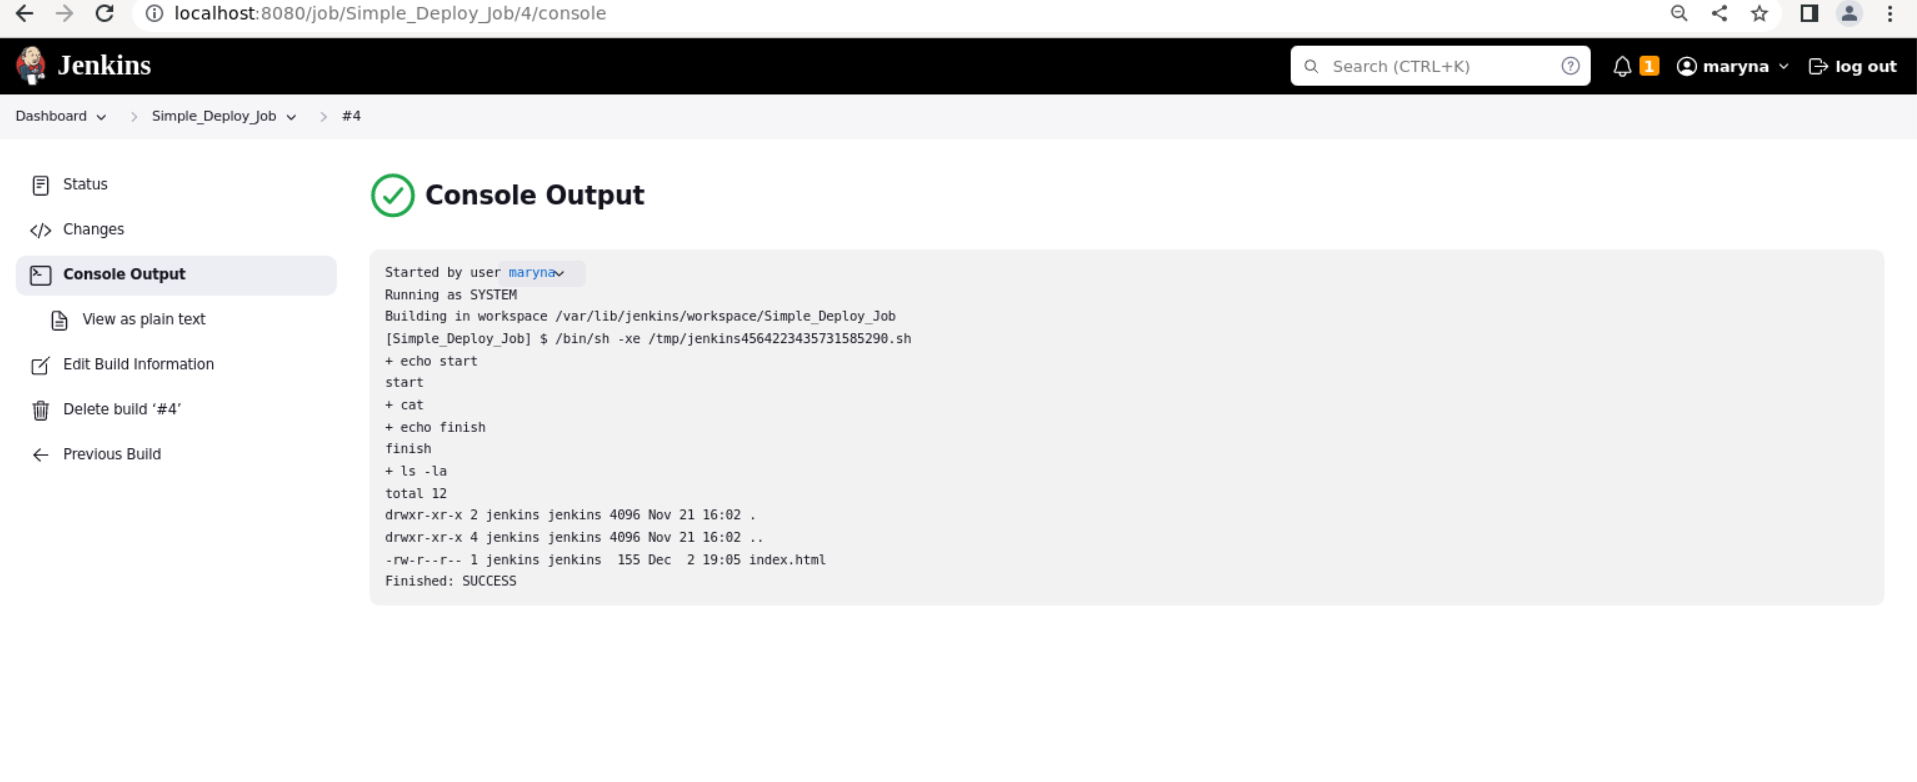 localhost:8080/job/Simple_Deploy_Job/4/console
Jenkins
Search (CTRL+K)
1
maryna
log out
Dashboard
Simple_Deploy_Job
#4
Status
Changes
Console Output
View as plain text
Edit Build Information
Delete build ‘#4’
Previous Build
Console Output
Started by user maryna
Running as SYSTEM
Building in workspace /var/lib/jenkins/workspace/Simple_Deploy_Job
[Simple_Deploy_Job] $ /bin/sh -xe /tmp/jenkins4564223435731585290.sh
+ echo start
start
+ cat
+ echo finish
finish
+ ls -la
total 12
drwxr-xr-x 2 jenkins jenkins 4096 Nov 21 16:02 .
drwxr-xr-x 4 jenkins jenkins 4096 Nov 21 16:02 ..
-rw-r--r-- 1 jenkins jenkins  155 Dec  2 19:05 index.html
Finished: SUCCESS